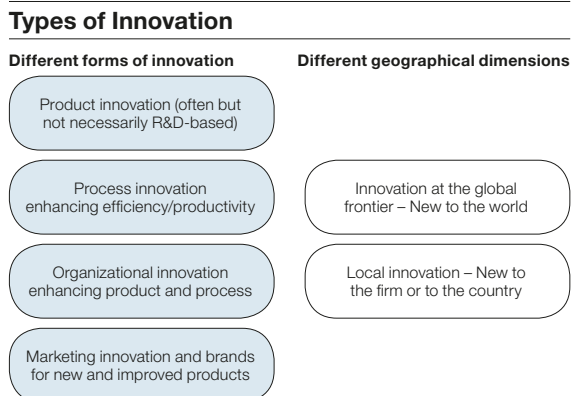 Types of Innovation
Different forms of innovation
Different geographical dimensions
Product innovation (often but
not necessarily R&D-based)
Process innovation
enhancing efficiency/productivity
Innovation at the global
frontier – New to the world
Organizational innovation
enhancing product and process
Local innovation – New to
the firm or to the country
Marketing innovation and brands
for new and improved products